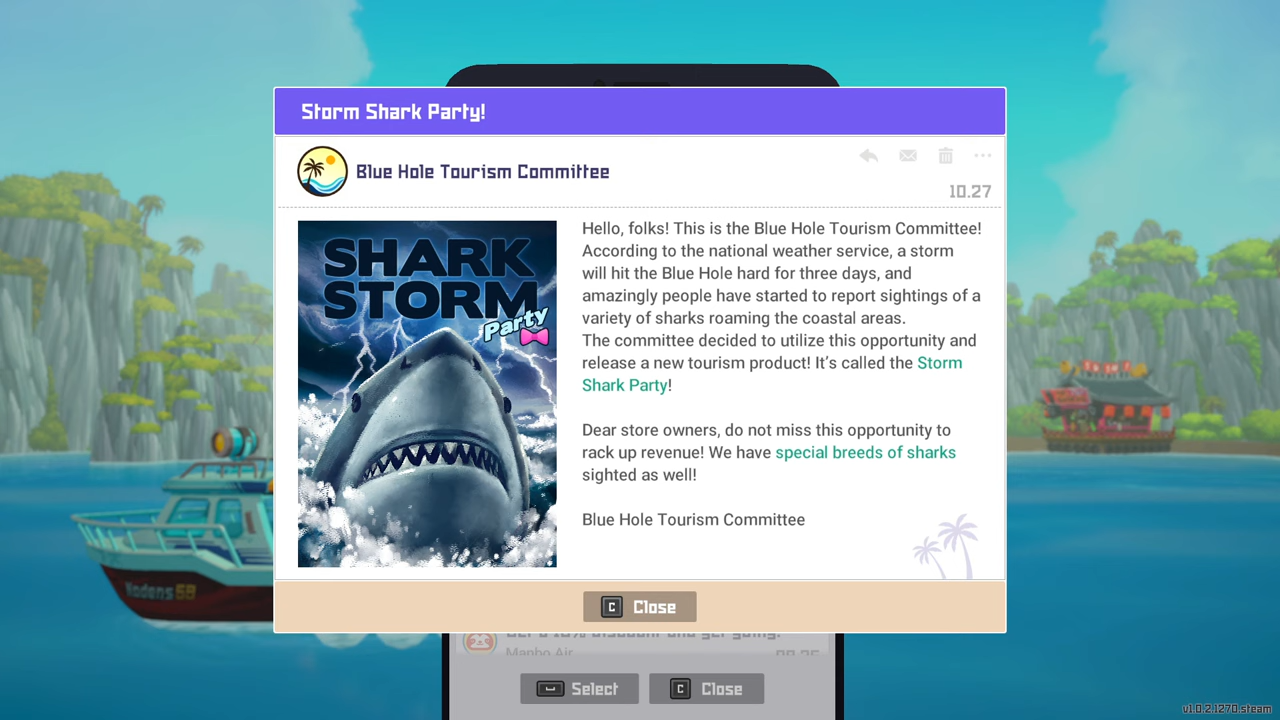 Storm Shark Party!
Blue Hole Tourism Committee
10.27
SHARK
STORM
Party
Hello, folks! This is the Blue Hole Tourism Committee!
According to the national weather service, a storm
will hit the Blue Hole hard for three days, and
amazingly people have started to report sightings of a
variety of sharks roaming the coastal areas.
The committee decided to utilize this opportunity and
release a new tourism product! It's called the Storm
Shark Party!
Dear store owners, do not miss this opportunity to
rack up revenue! We have special breeds of sharks
sighted as well!
Blue Hole Tourism Committee
Yodens 58
C Close
Manbo Air
Select
C Close
v1.0.2.1270.steam